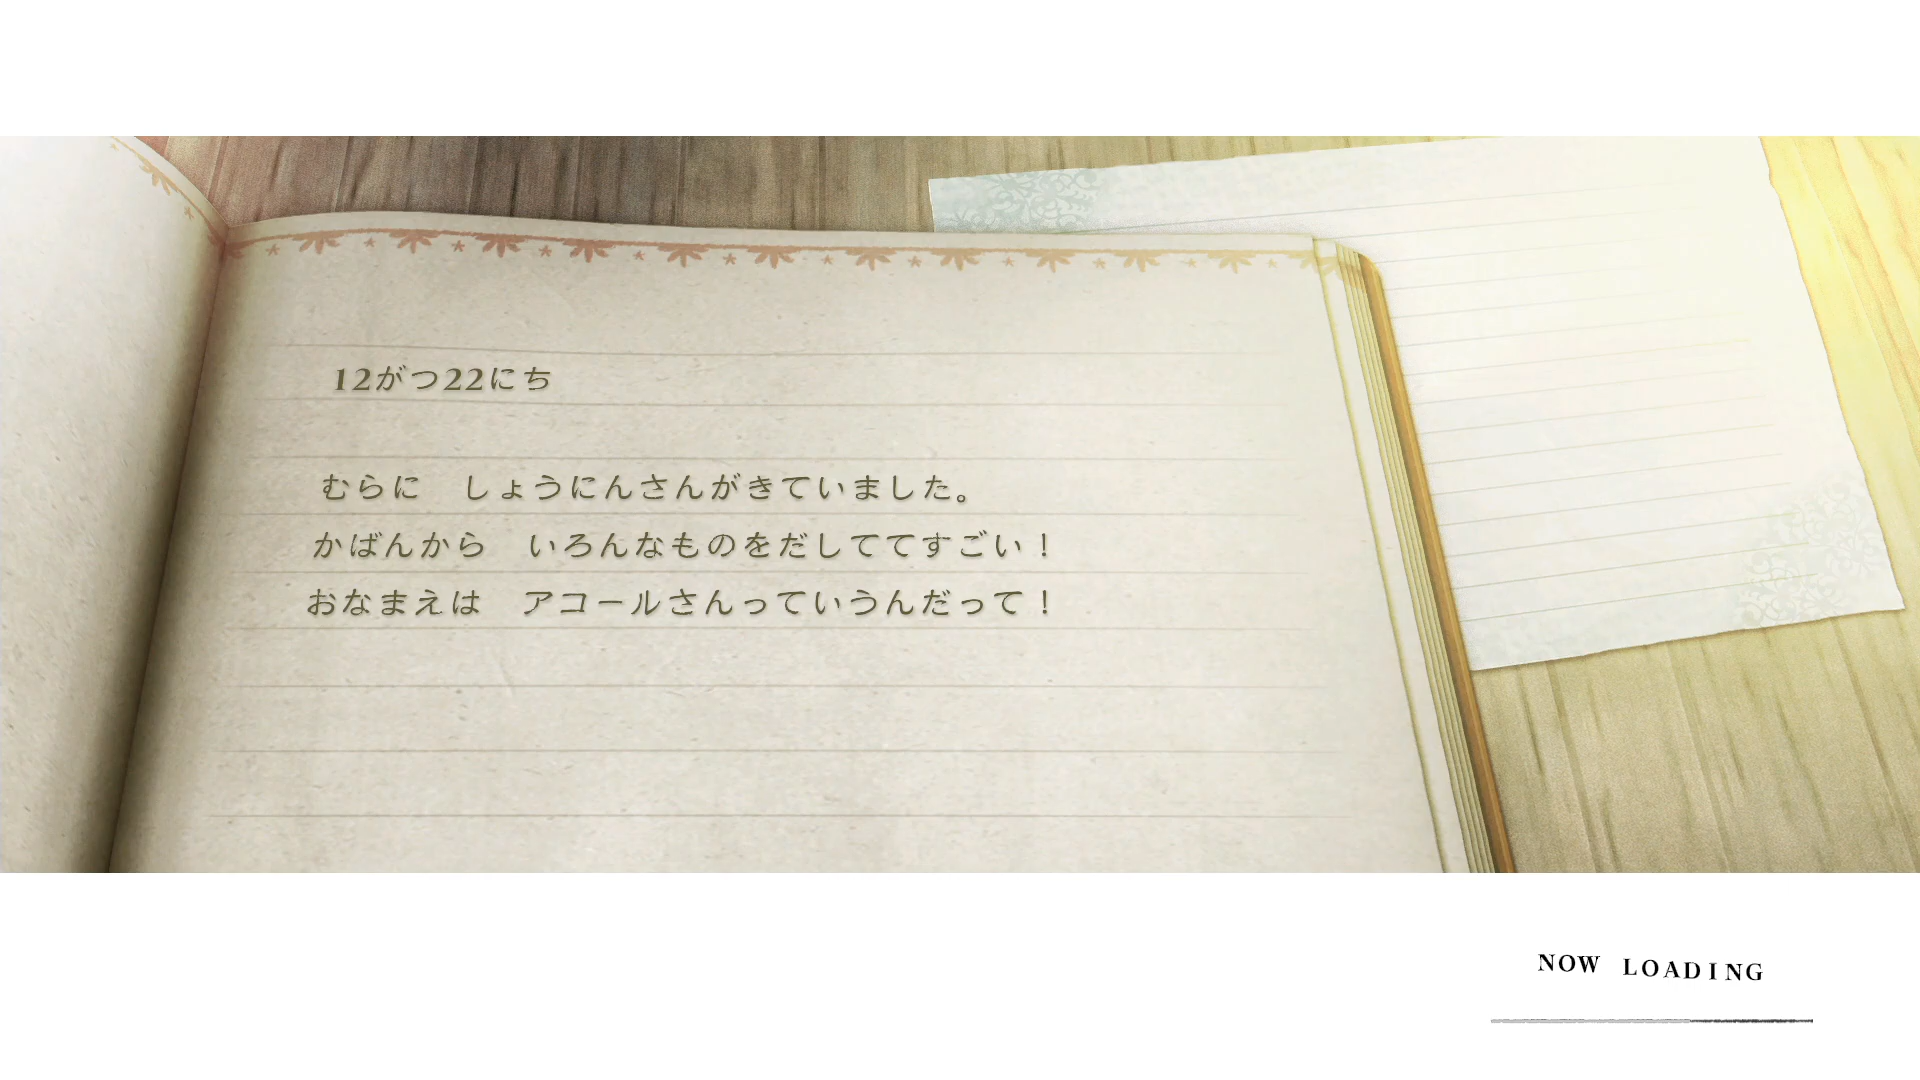 12がつ22にち
むらに　しょうにんさんがきていました。
かばんから　いろんなものをだしててすごい！
おなまえは　アコールさんっていうんだって！
NOW LOADING